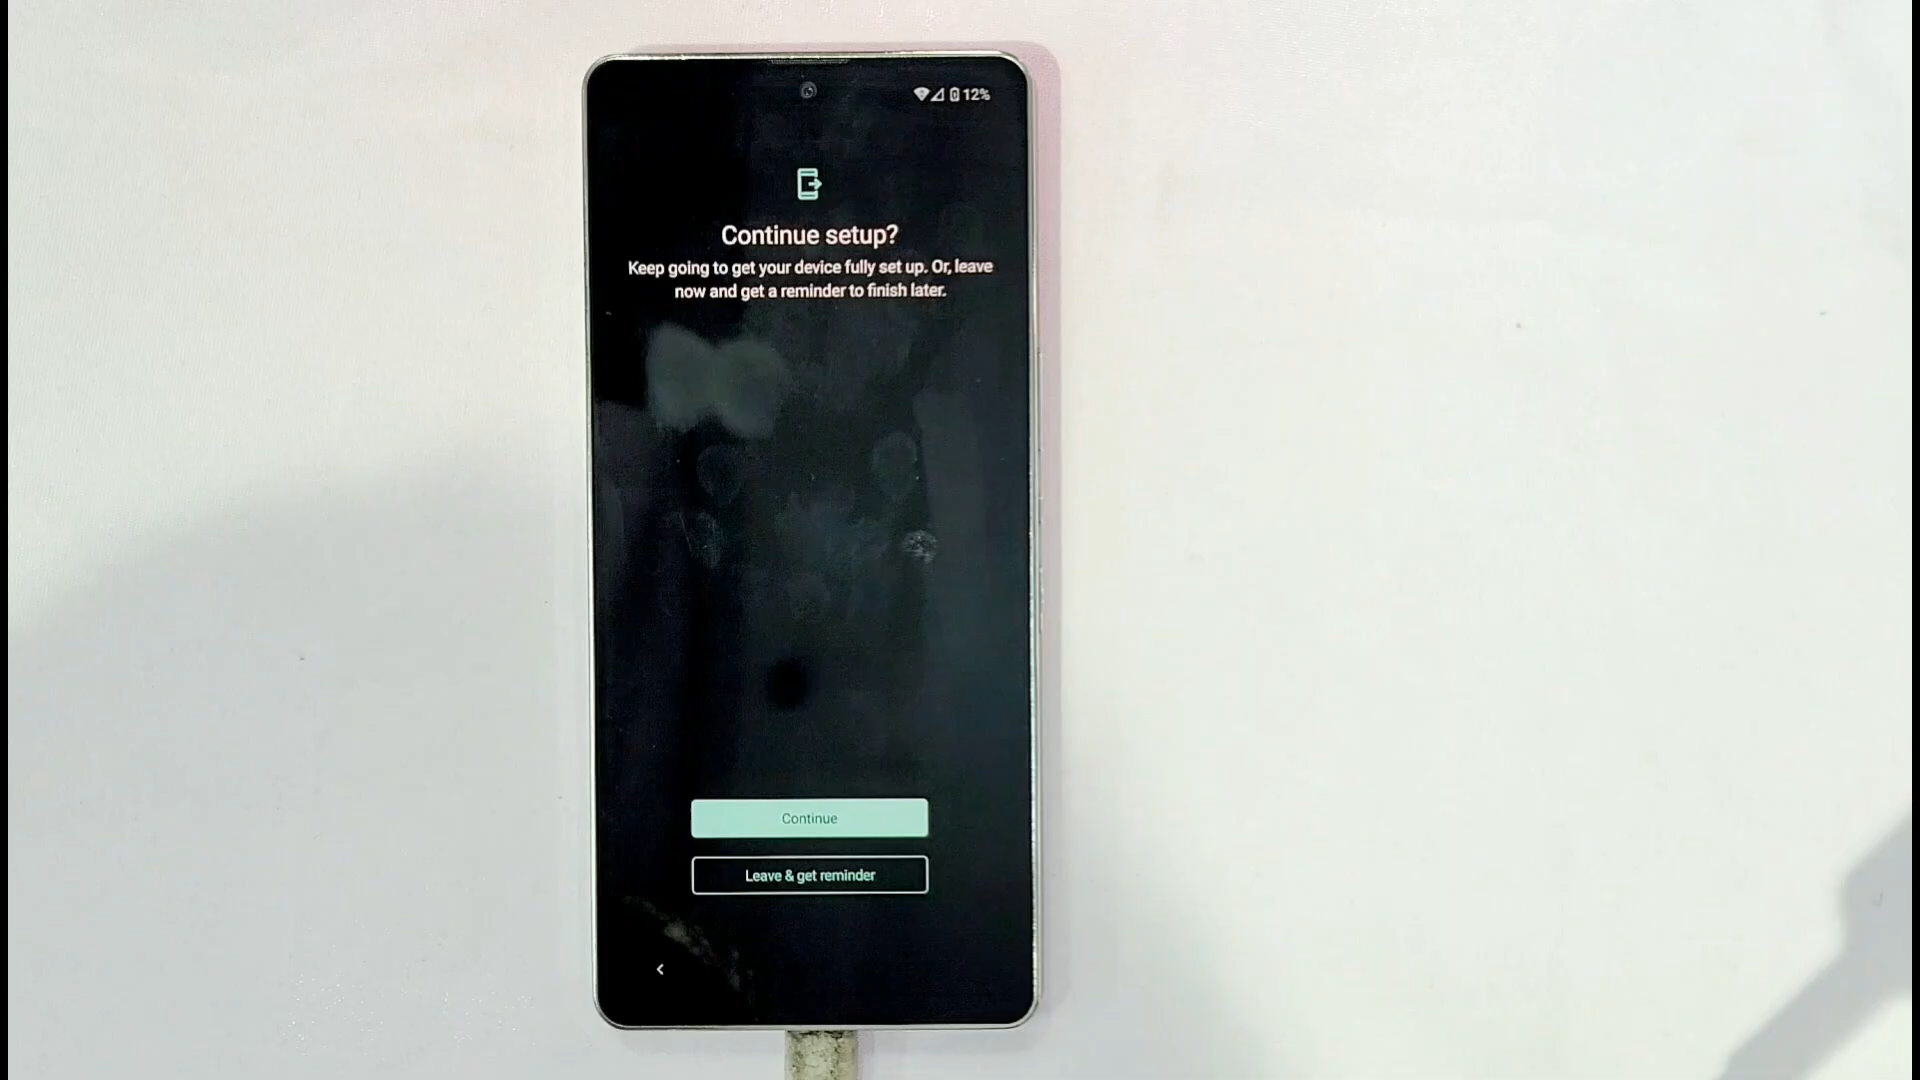 12%
Continue setup?
Keep going to get your device fully set up. Or, leave
now and get a reminder to finish later.
Continue
Leave & get reminder